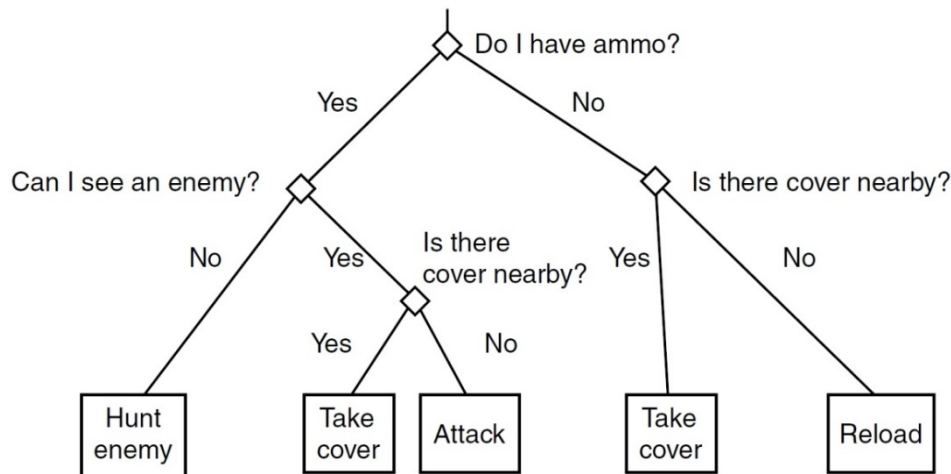 Do I have ammo?
Yes
No
Can I see an enemy?
Is there cover nearby?
No
Yes
Is there
cover nearby?
Yes
No
Yes
No
Hunt
enemy
Take
cover
Attack
Take
cover
Reload